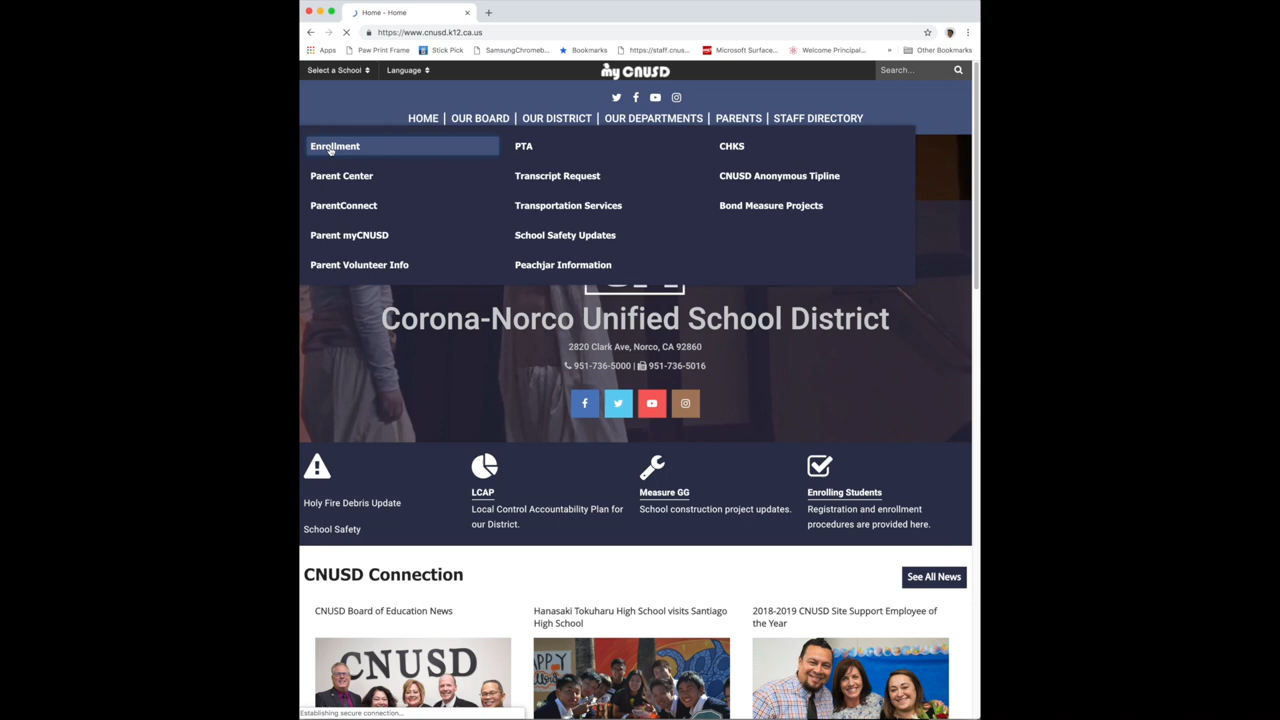 Home - Home
https://www.cnusd.k12.ca.us
Apps Paw Print Frame Stick Pick SamsungChromeb... Bookmarks https://staff.cnus... Microsoft Surface... Welcome Principal... » Other Bookmarks
Select a School Language my CNUSD Search...
HOME OUR BOARD OUR DISTRICT OUR DEPARTMENTS PARENTS STAFF DIRECTORY
Enrollment PTA CHKS
Parent Center Transcript Request CNUSD Anonymous Tipline
ParentConnect Transportation Services Bond Measure Projects
Parent myCNUSD School Safety Updates
Parent Volunteer Info Peachjar Information
Corona-Norco Unified School District
2820 Clark Ave, Norco, CA 92860
951-736-5000 | 951-736-5016
Holy Fire Debris Update
School Safety
LCAP
Local Control Accountability Plan for
our District.
Measure GG
School construction project updates.
Enrolling Students
Registration and enrollment
procedures are provided here.
CNUSD Connection
See All News
CNUSD Board of Education News
Hanasaki Tokuharu High School visits Santiago
High School
2018-2019 CNUSD Site Support Employee of
the Year
CNUSD
Establishing secure connection...